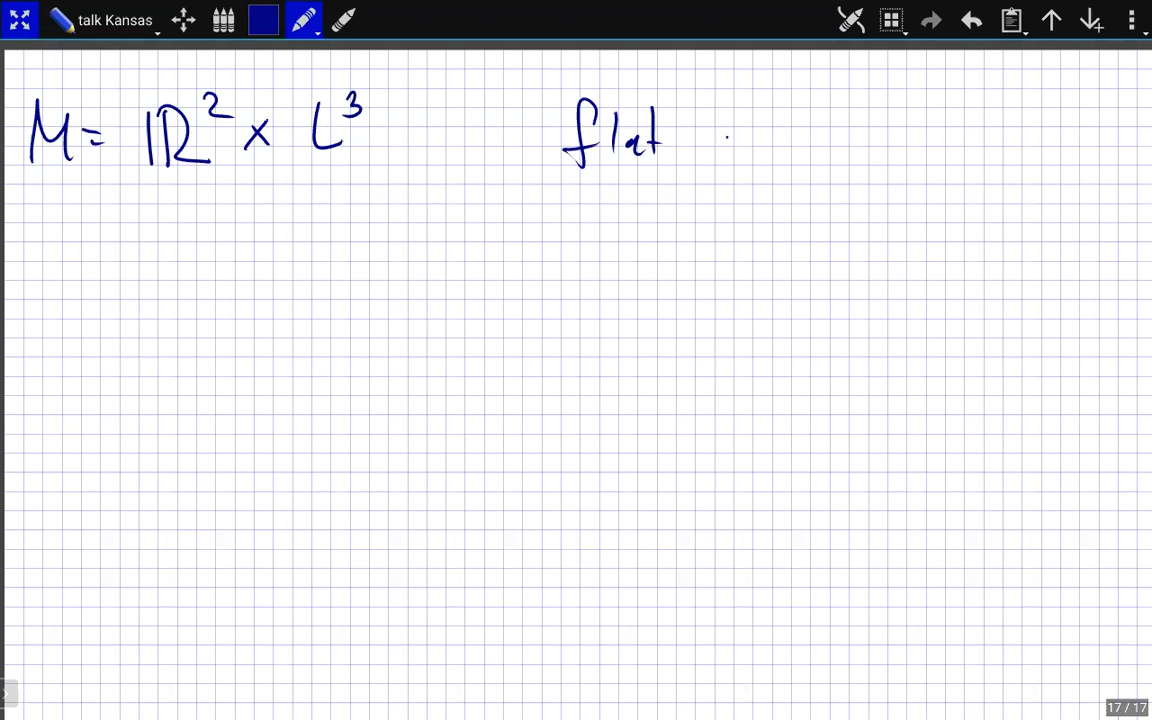 talk Kansas
M = ℝ² × L³ flat
17 / 17